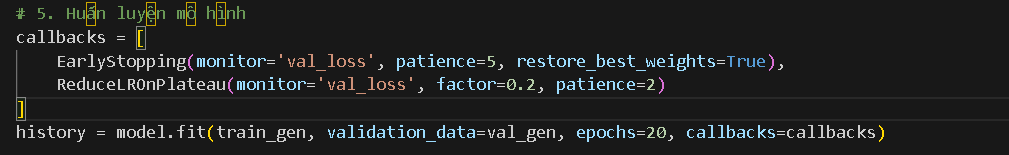 # 5. Huấn luyện mô hình
callbacks = [
    EarlyStopping(monitor='val_loss', patience=5, restore_best_weights=True),
    ReduceLROnPlateau(monitor='val_loss', factor=0.2, patience=2)
]
history = model.fit(train_gen, validation_data=val_gen, epochs=20, callbacks=callbacks)